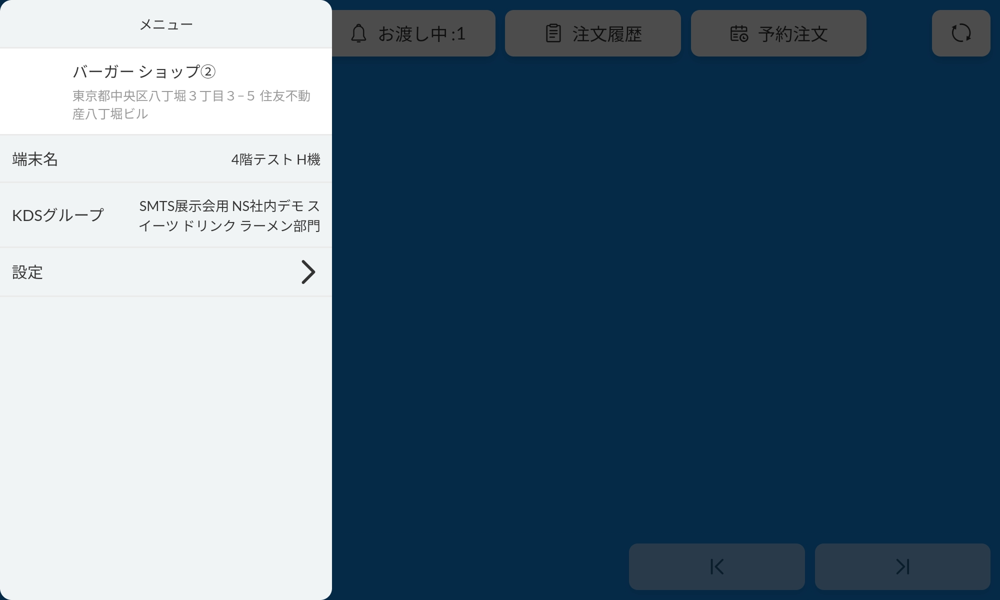 メニュー
お渡し中 :1
注文履歴
予約注文
バーガー ショップ②
東京都中央区八丁堀３丁目３−５ 住友不動
産八丁堀ビル
端末名
4階テスト H機
KDSグループ
SMTS展示会用 NS社内デモ ス
イーツ ドリンク ラーメン部門
設定